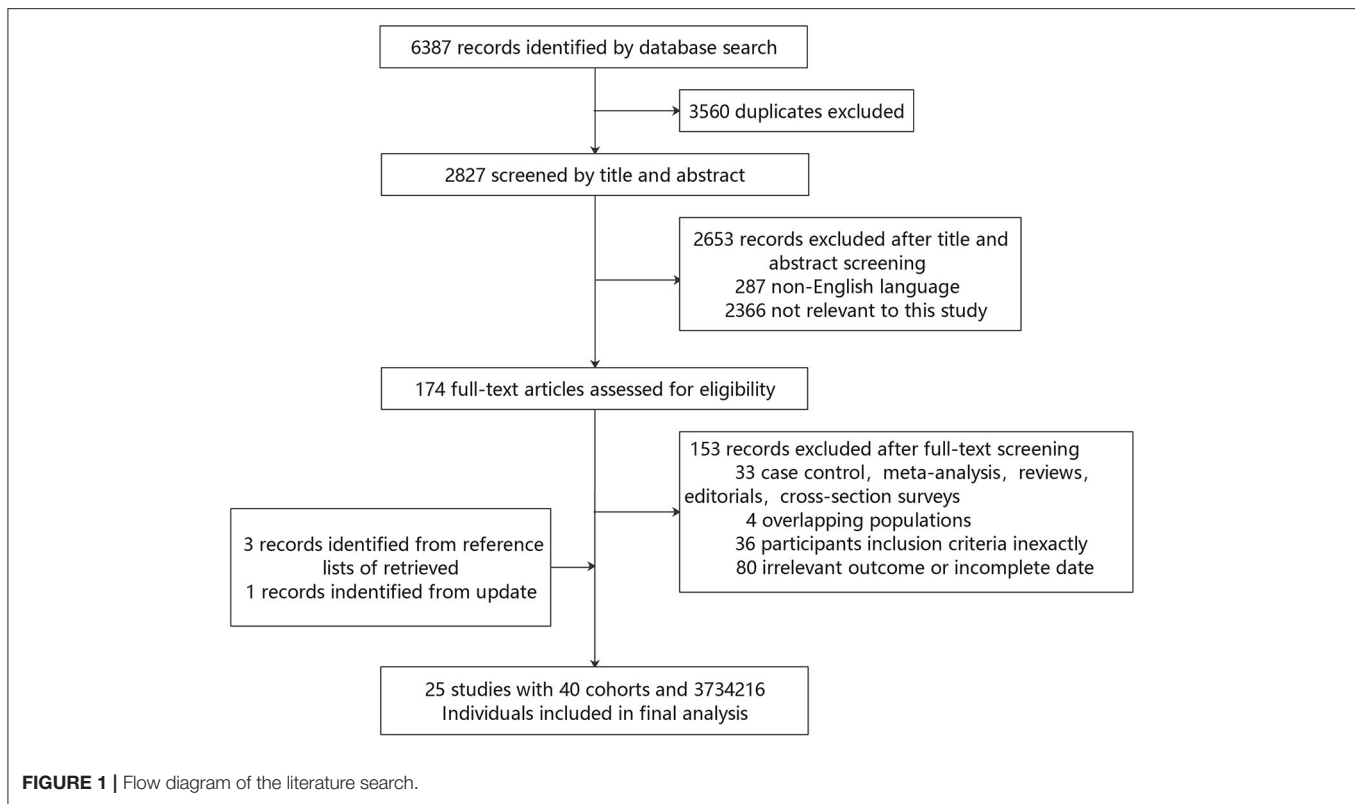 6387 records identified by database search
3560 duplicates excluded
2827 screened by title and abstract
2653 records excluded after title and
abstract screening
287 non-English language
2366 not relevant to this study
174 full-text articles assessed for eligibility
153 records excluded after full-text screening
33 case control，meta-analysis，reviews，
editorials，cross-section surveys
4 overlapping populations
36 participants inclusion criteria inexactly
80 irrelevant outcome or incomplete date
3 records identified from reference
lists of retrieved
1 records indentified from update
25 studies with 40 cohorts and 3734216
Individuals included in final analysis
FIGURE 1 | Flow diagram of the literature search.